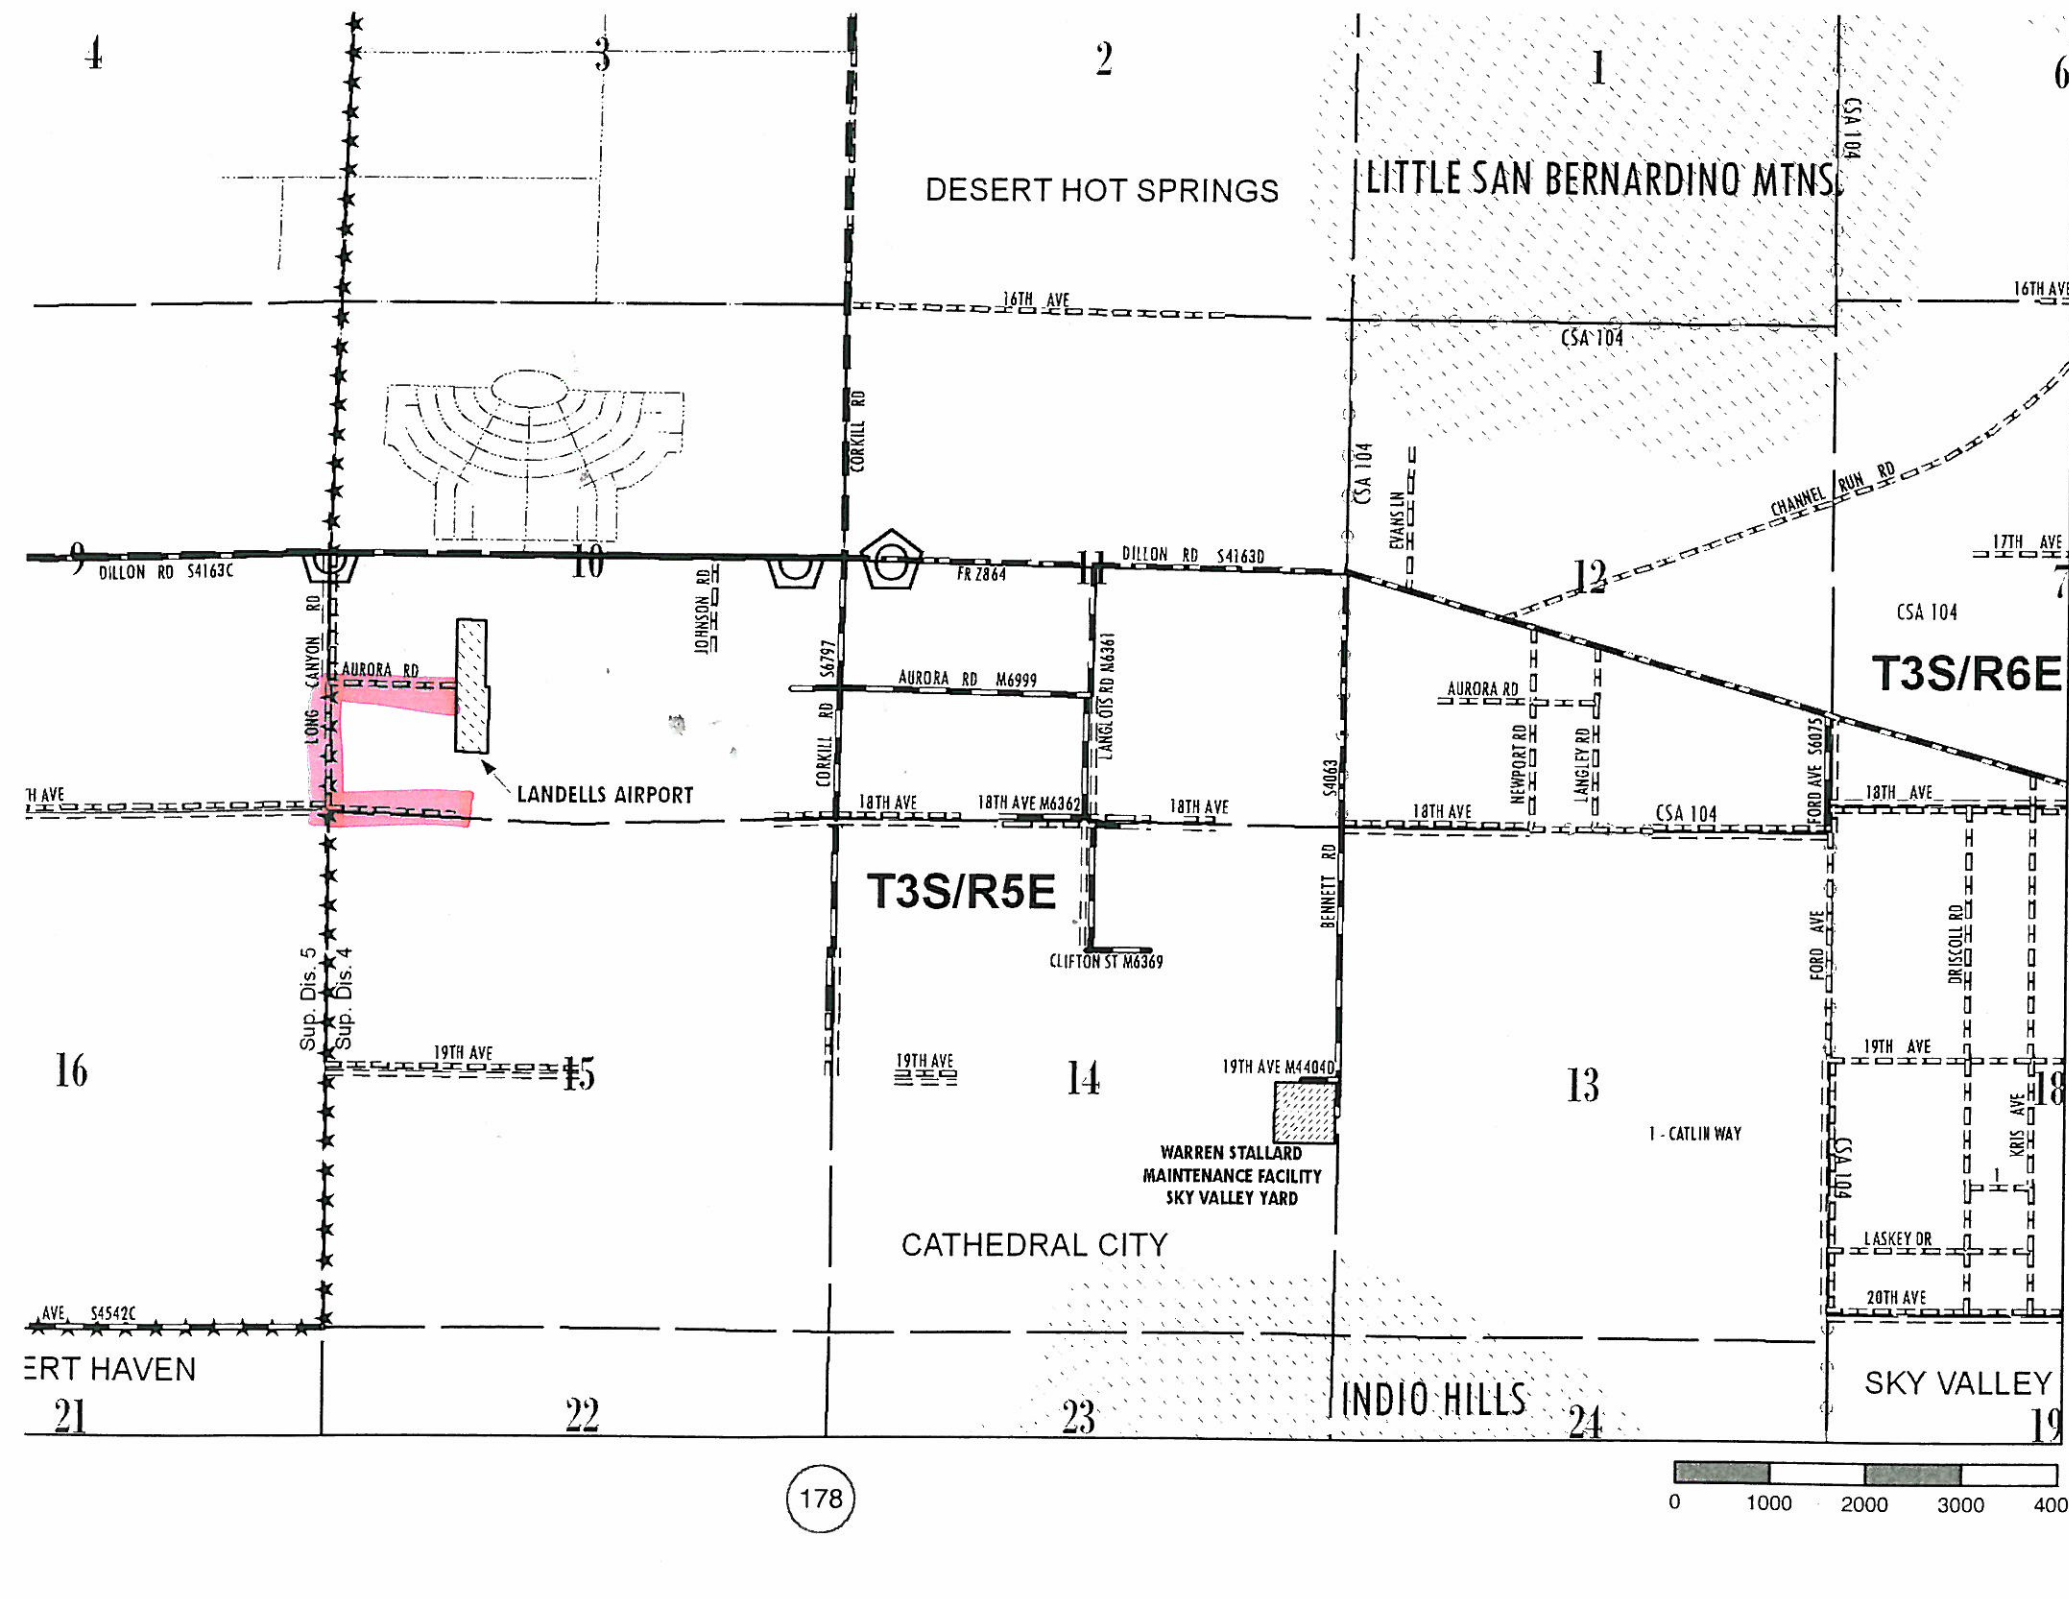 4
3
2
1
6
CSA 104
DESERT HOT SPRINGS
LITTLE SAN BERNARDINO MTNS.
16TH AVE
16TH AVE
CSA 104
CORKILL RD
CSA 104
EVANS LN
CHANNEL RUN RD
17TH AVE
9
DILLON RD S4163C
10
FR Z864
11
DILLON RD S4163D
12
7
CSA 104
JOHNSON RD
LONG CANYON RD
AURORA RD
S6797
AURORA RD M6999
LANGLOIS RD M6361
AURORA RD
T3S/R6E
CORKILL RD
NEWPORT RD
LANGLEY RD
S4063
FORD AVE S6075
LANDELLS AIRPORT
H AVE
18TH AVE
18TH AVE M6362
18TH AVE
18TH AVE
CSA 104
18TH AVE
T3S/R5E
BENNETT RD
FORD AVE
DRISCOLL RD
CLIFTON ST M6369
Sup. Dis. 5
Sup. Dis. 4
19TH AVE
19TH AVE
19TH AVE M4404D
19TH AVE
16
15
14
13
18
KRIS AVE
1 - CATLIN WAY
CSA 104
1
WARREN STALLARD
MAINTENANCE FACILITY
SKY VALLEY YARD
CATHEDRAL CITY
LASKEY DR
20TH AVE
AVE S4542C
ERT HAVEN
INDIO HILLS
SKY VALLEY
21
22
23
24
19
178
0 1000 2000 3000 400